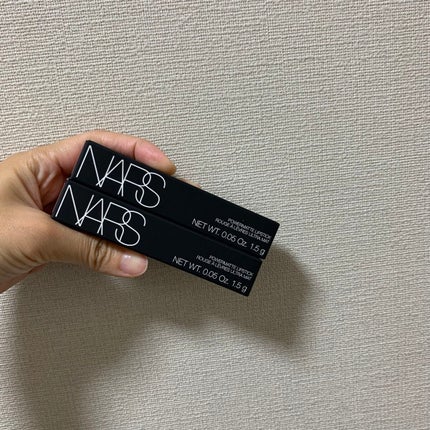 NARS
POWERMATTE LIPSTICK
ROUGE À LÈVRES ULTRA MAT
NET WT. 0.05 Oz. 1.5 g
NARS
POWERMATTE LIPSTICK
ROUGE À LÈVRES ULTRA MAT
NET WT. 0.05 Oz. 1.5 g